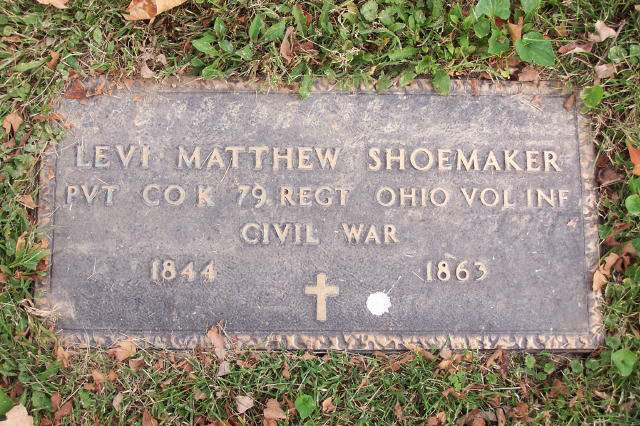 LEVI MATTHEW SHOEMAKER
PVT CO K 79 REGT OHIO VOL INF
CIVIL WAR
1844 1863